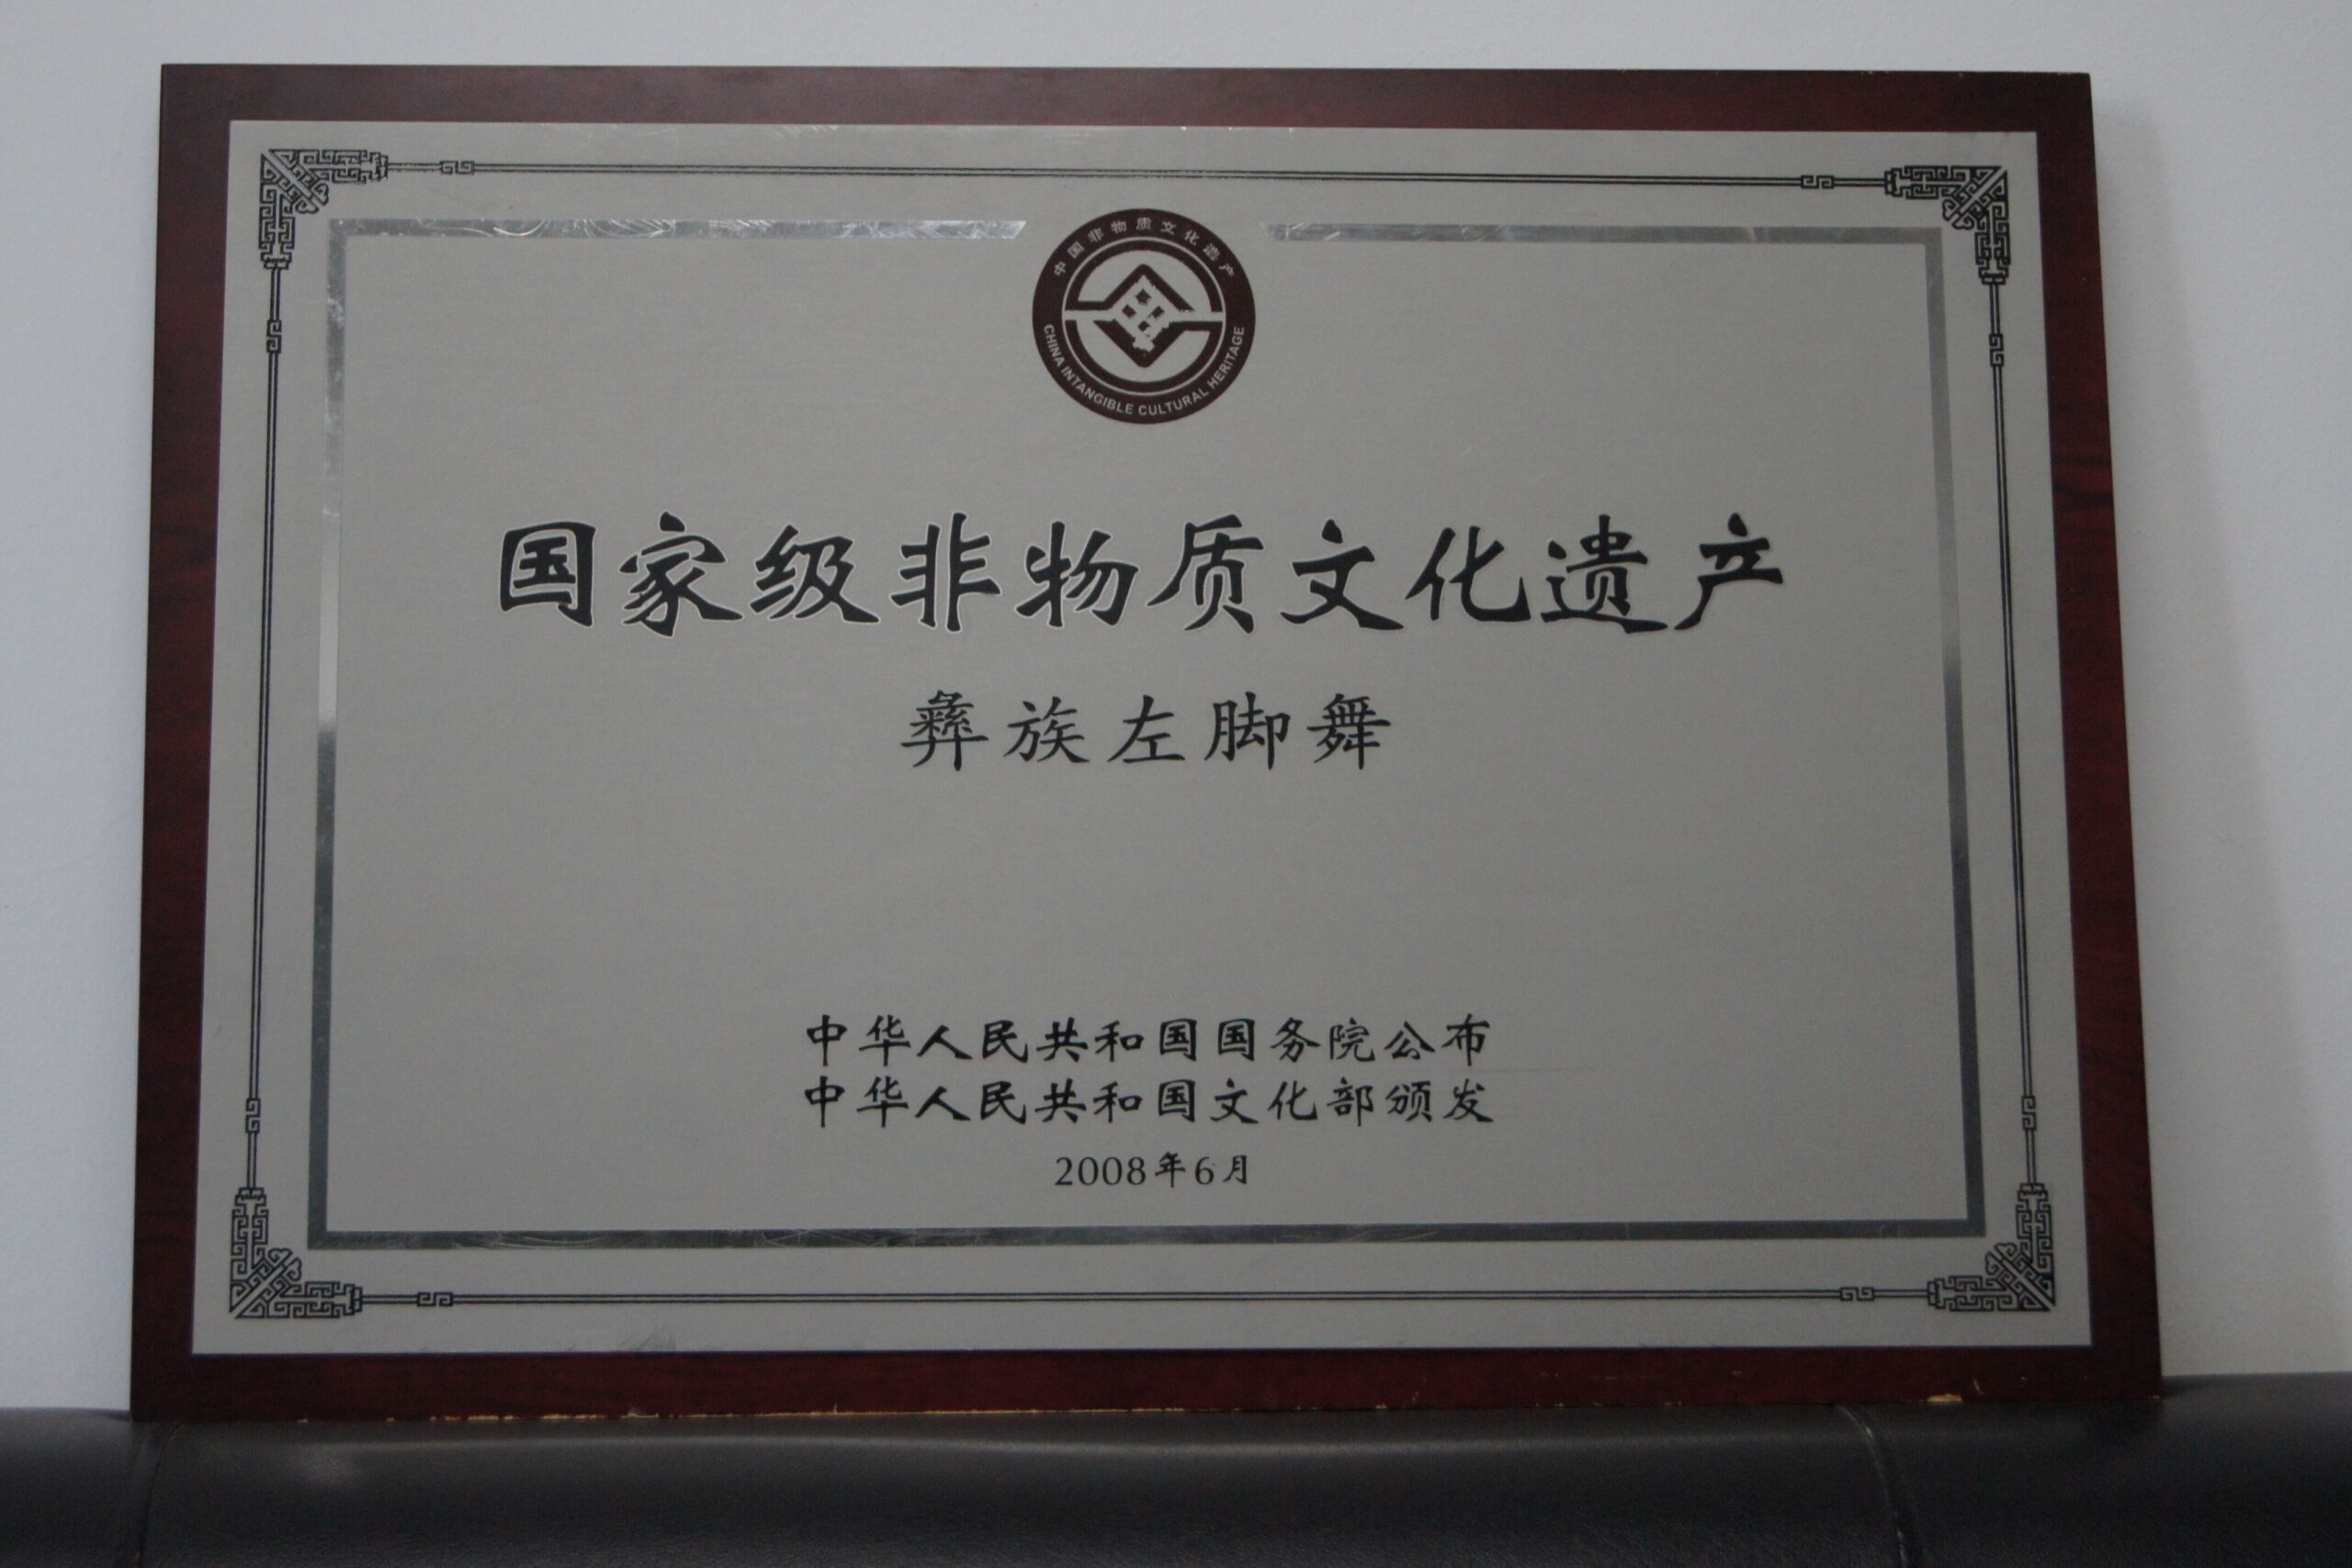 中国非物质文化遗产
CHINA INTANGIBLE CULTURAL HERITAGE
国家级非物质文化遗产
彝族左脚舞
中华人民共和国国务院公布
中华人民共和国文化部颁发
2008年6月